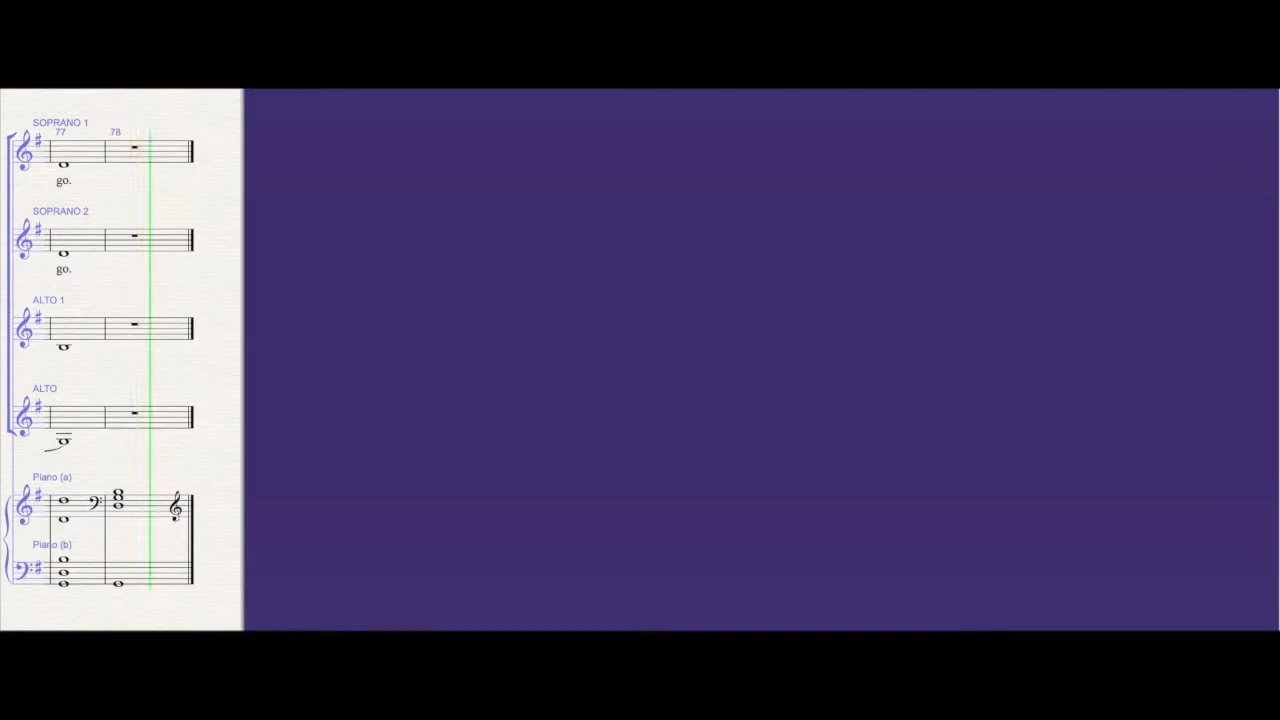 SOPRANO 1
77 78
go.
SOPRANO 2
go.
ALTO 1
ALTO
Piano (a)
Piano (b)